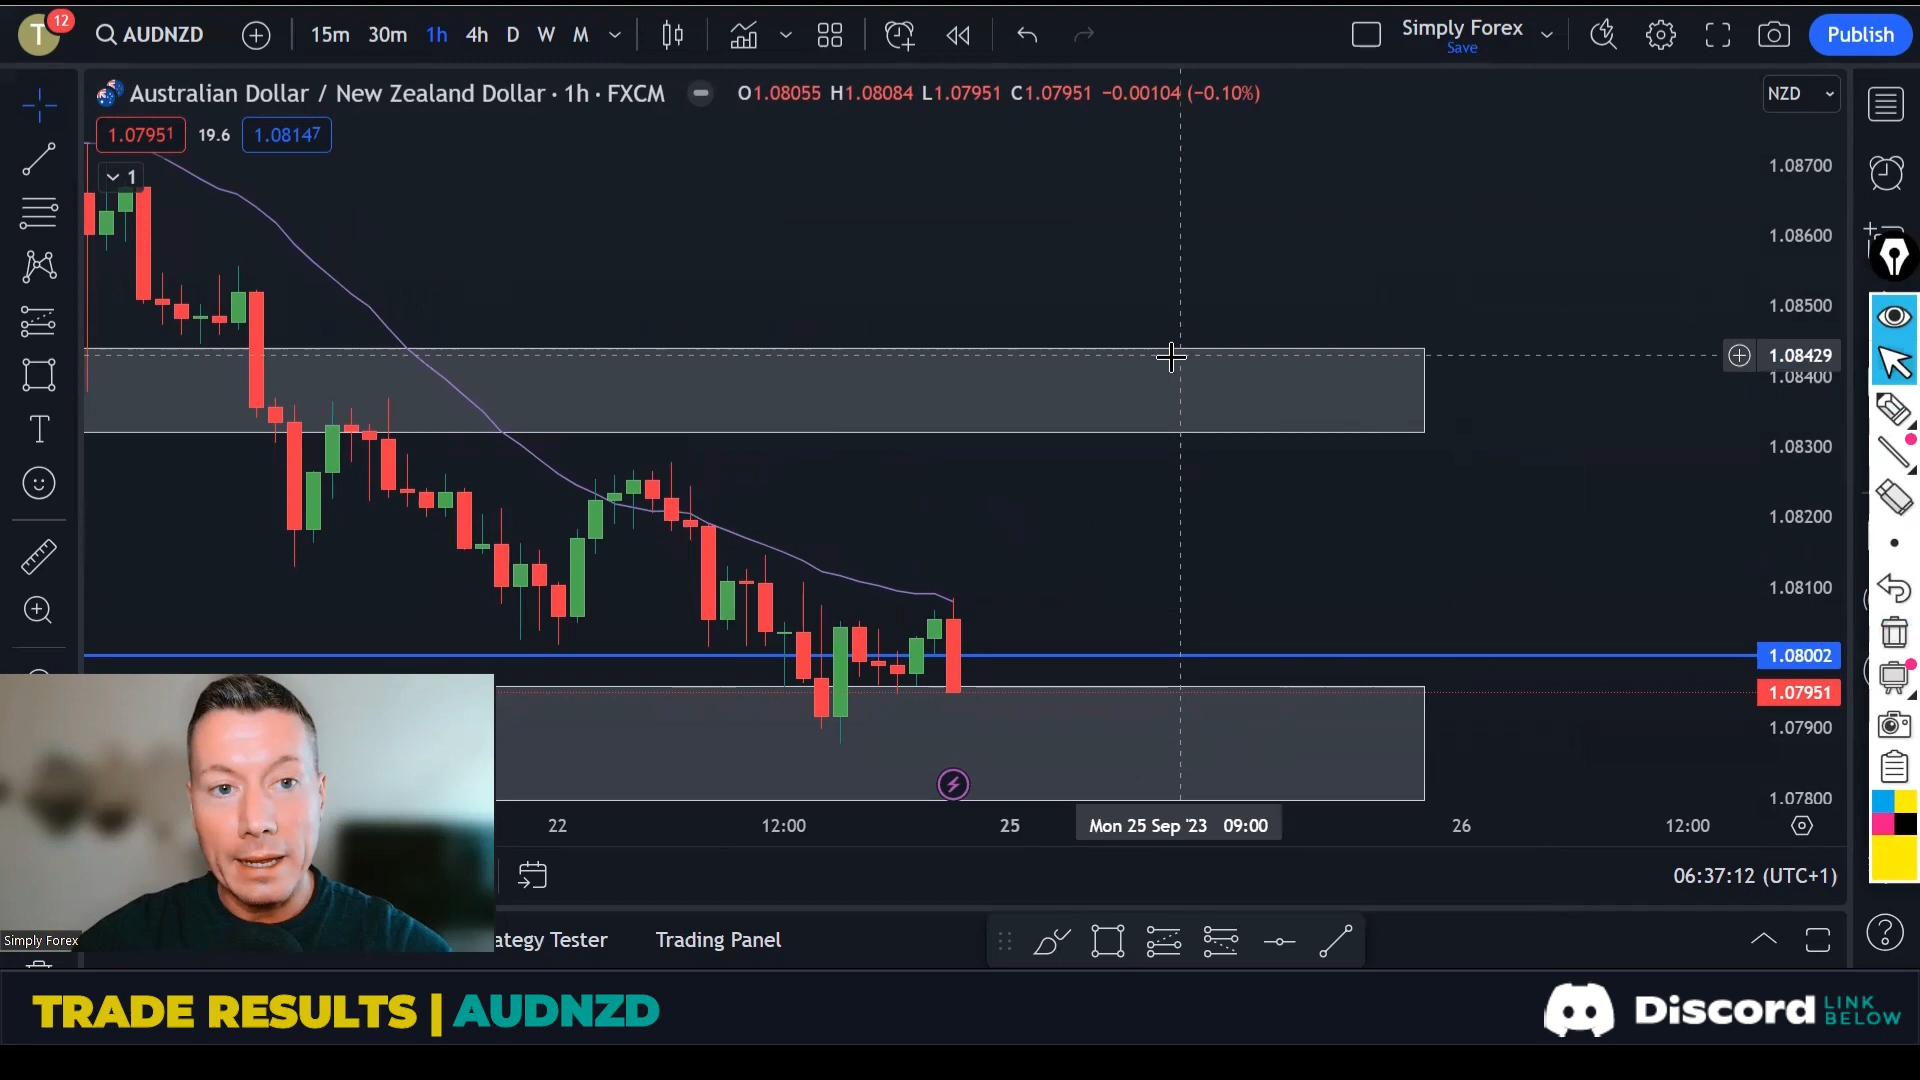 T
12
AUDNZD
15m
30m
1h
4h
D
W
M
Simply Forex
Save
Publish
Australian Dollar / New Zealand Dollar · 1h · FXCM
O1.08055 H1.08084 L1.07951 C1.07951 −0.00104 (−0.10%)
NZD
1.07951
19.6
1.08147
1
1.08700
1.08600
1.08500
1.08429
1.08400
1.08300
1.08200
1.08100
1.08002
1.07951
1.07900
1.07800
T
22
12:00
25
Mon 25 Sep '23 09:00
26
12:00
06:37:12 (UTC+1)
Simply Forex
ategy Tester
Trading Panel
TRADE RESULTS | AUDNZD
Discord
LINK
BELOW